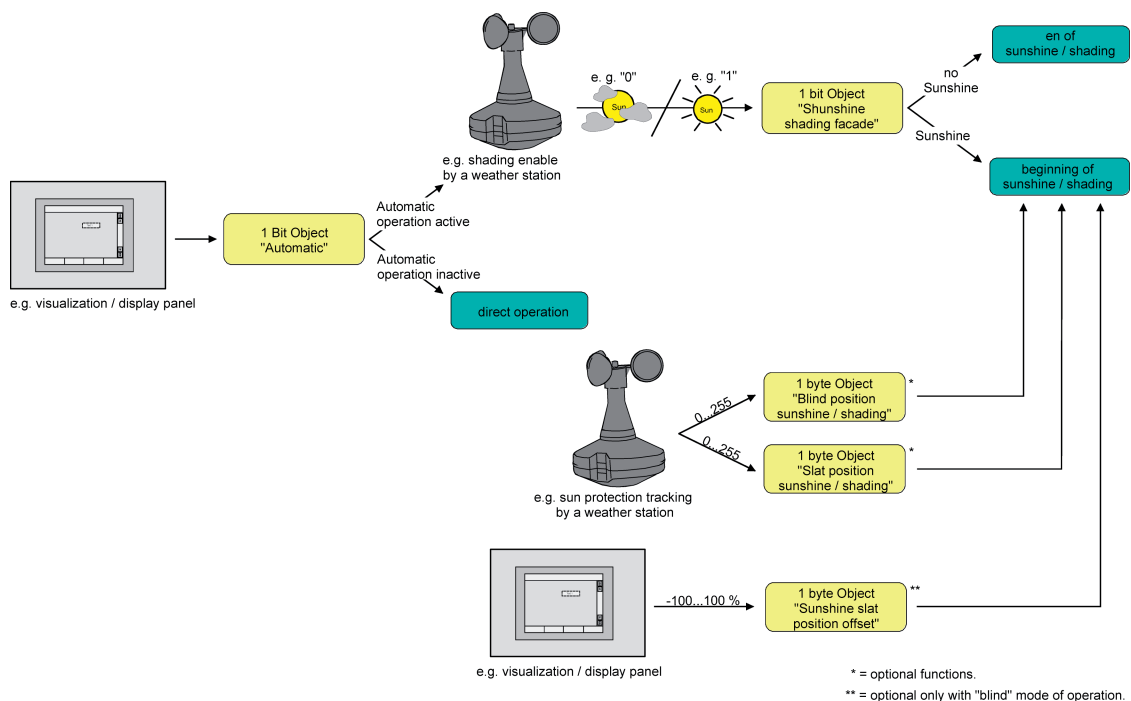 en of
sunshine / shading
no
Sunshine
e. g. "0"
e. g. "1"
Sun
Sun
1 bit Object
"Shunshine
shading facade"
Sunshine
e.g. shading enable
by a weather station
beginning of
sunshine / shading
Automatic
operation active
1 Bit Object
"Automatic"
Automatic
operation inactive
e.g. visualization / display panel
direct operation
1 byte Object
"Blind position
sunshine / shading"
*
0...255
0...255
1 byte Object
"Slat position
sunshine / shading"
*
e.g. sun protection tracking
by a weather station
-100...100 %
1 byte Object
"Sunshine slat
position offset"
**
e.g. visualization / display panel
* = optional functions.
** = optional only with "blind" mode of operation.